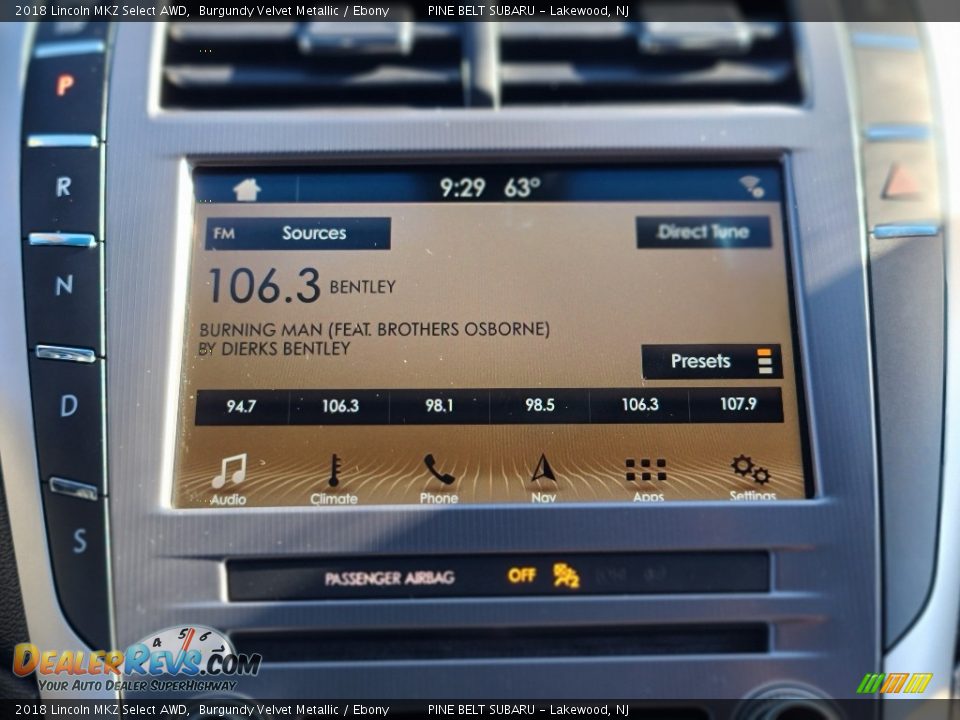 2018 Lincoln MKZ Select AWD, Burgundy Velvet Metallic / Ebony PINE BELT SUBARU - Lakewood, NJ
P
R
N
D
S
9:29 63°
FM Sources Direct Tune
106.3 BENTLEY
BURNING MAN (FEAT. BROTHERS OSBORNE)
BY DIERKS BENTLEY
Presets
94.7 106.3 98.1 98.5 106.3 107.9
Audio Climate Phone Nav Apps Settings
PASSENGER AIRBAG OFF
4 5 6
DealerRevs.com
Your Auto Dealer SuperHighway
2018 Lincoln MKZ Select AWD, Burgundy Velvet Metallic / Ebony PINE BELT SUBARU - Lakewood, NJ